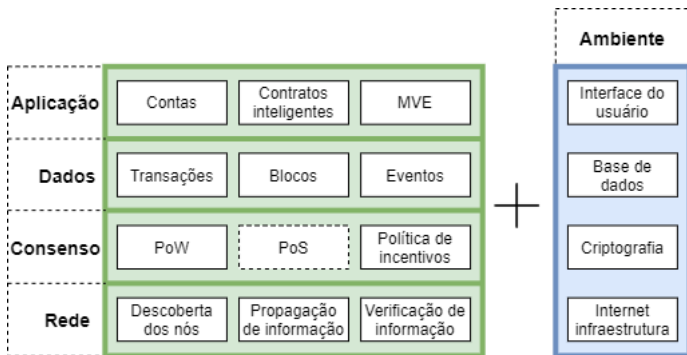 Ambiente
Aplicação
Contas
Contratos
inteligentes
MVE
Interface do
usuário
Dados
Transações
Blocos
Eventos
Base de
dados
Consenso
PoW
PoS
Política de
incentivos
Criptografia
Rede
Descoberta
dos nós
Propagação
de informação
Verificação de
informação
Internet
infraestrutura